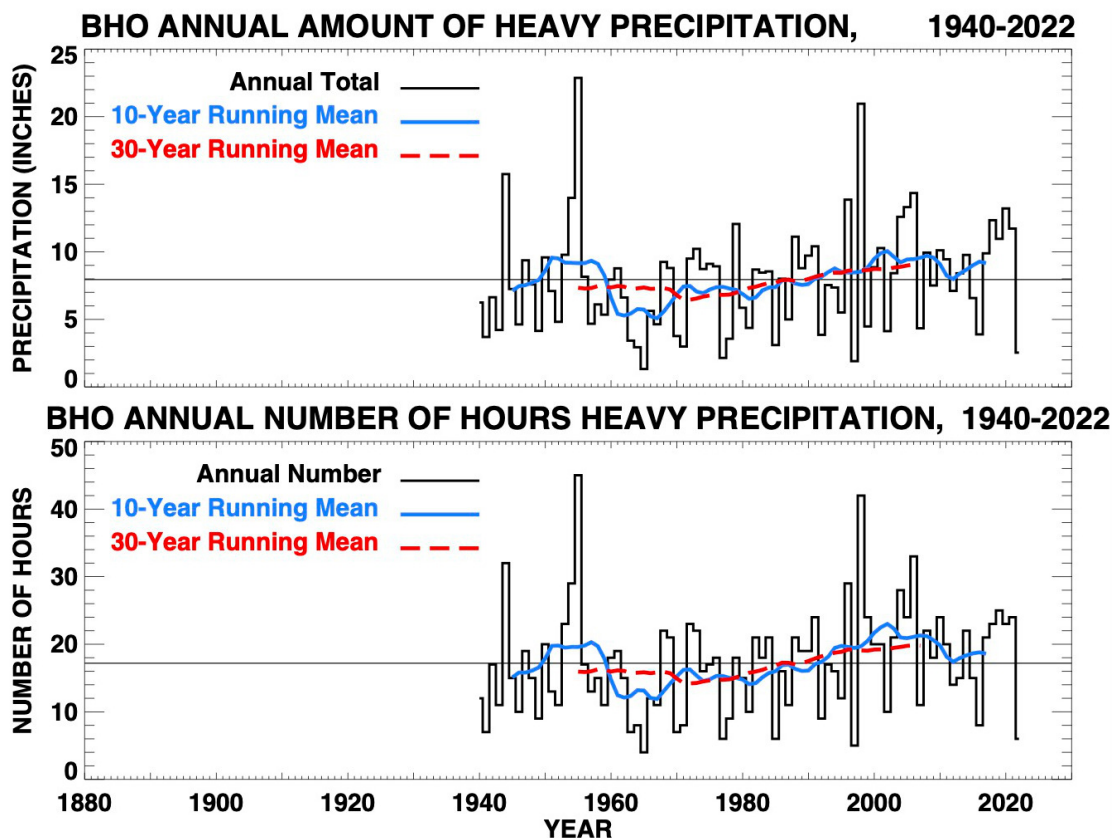 BHO ANNUAL AMOUNT OF HEAVY PRECIPITATION, 1940-2022
25
20
15
10
5
0
PRECIPITATION (INCHES)
Annual Total
10-Year Running Mean
30-Year Running Mean
BHO ANNUAL NUMBER OF HOURS HEAVY PRECIPITATION, 1940-2022
50
40
30
20
10
0
NUMBER OF HOURS
Annual Number
10-Year Running Mean
30-Year Running Mean
1880 1900 1920 1940 1960 1980 2000 2020
YEAR